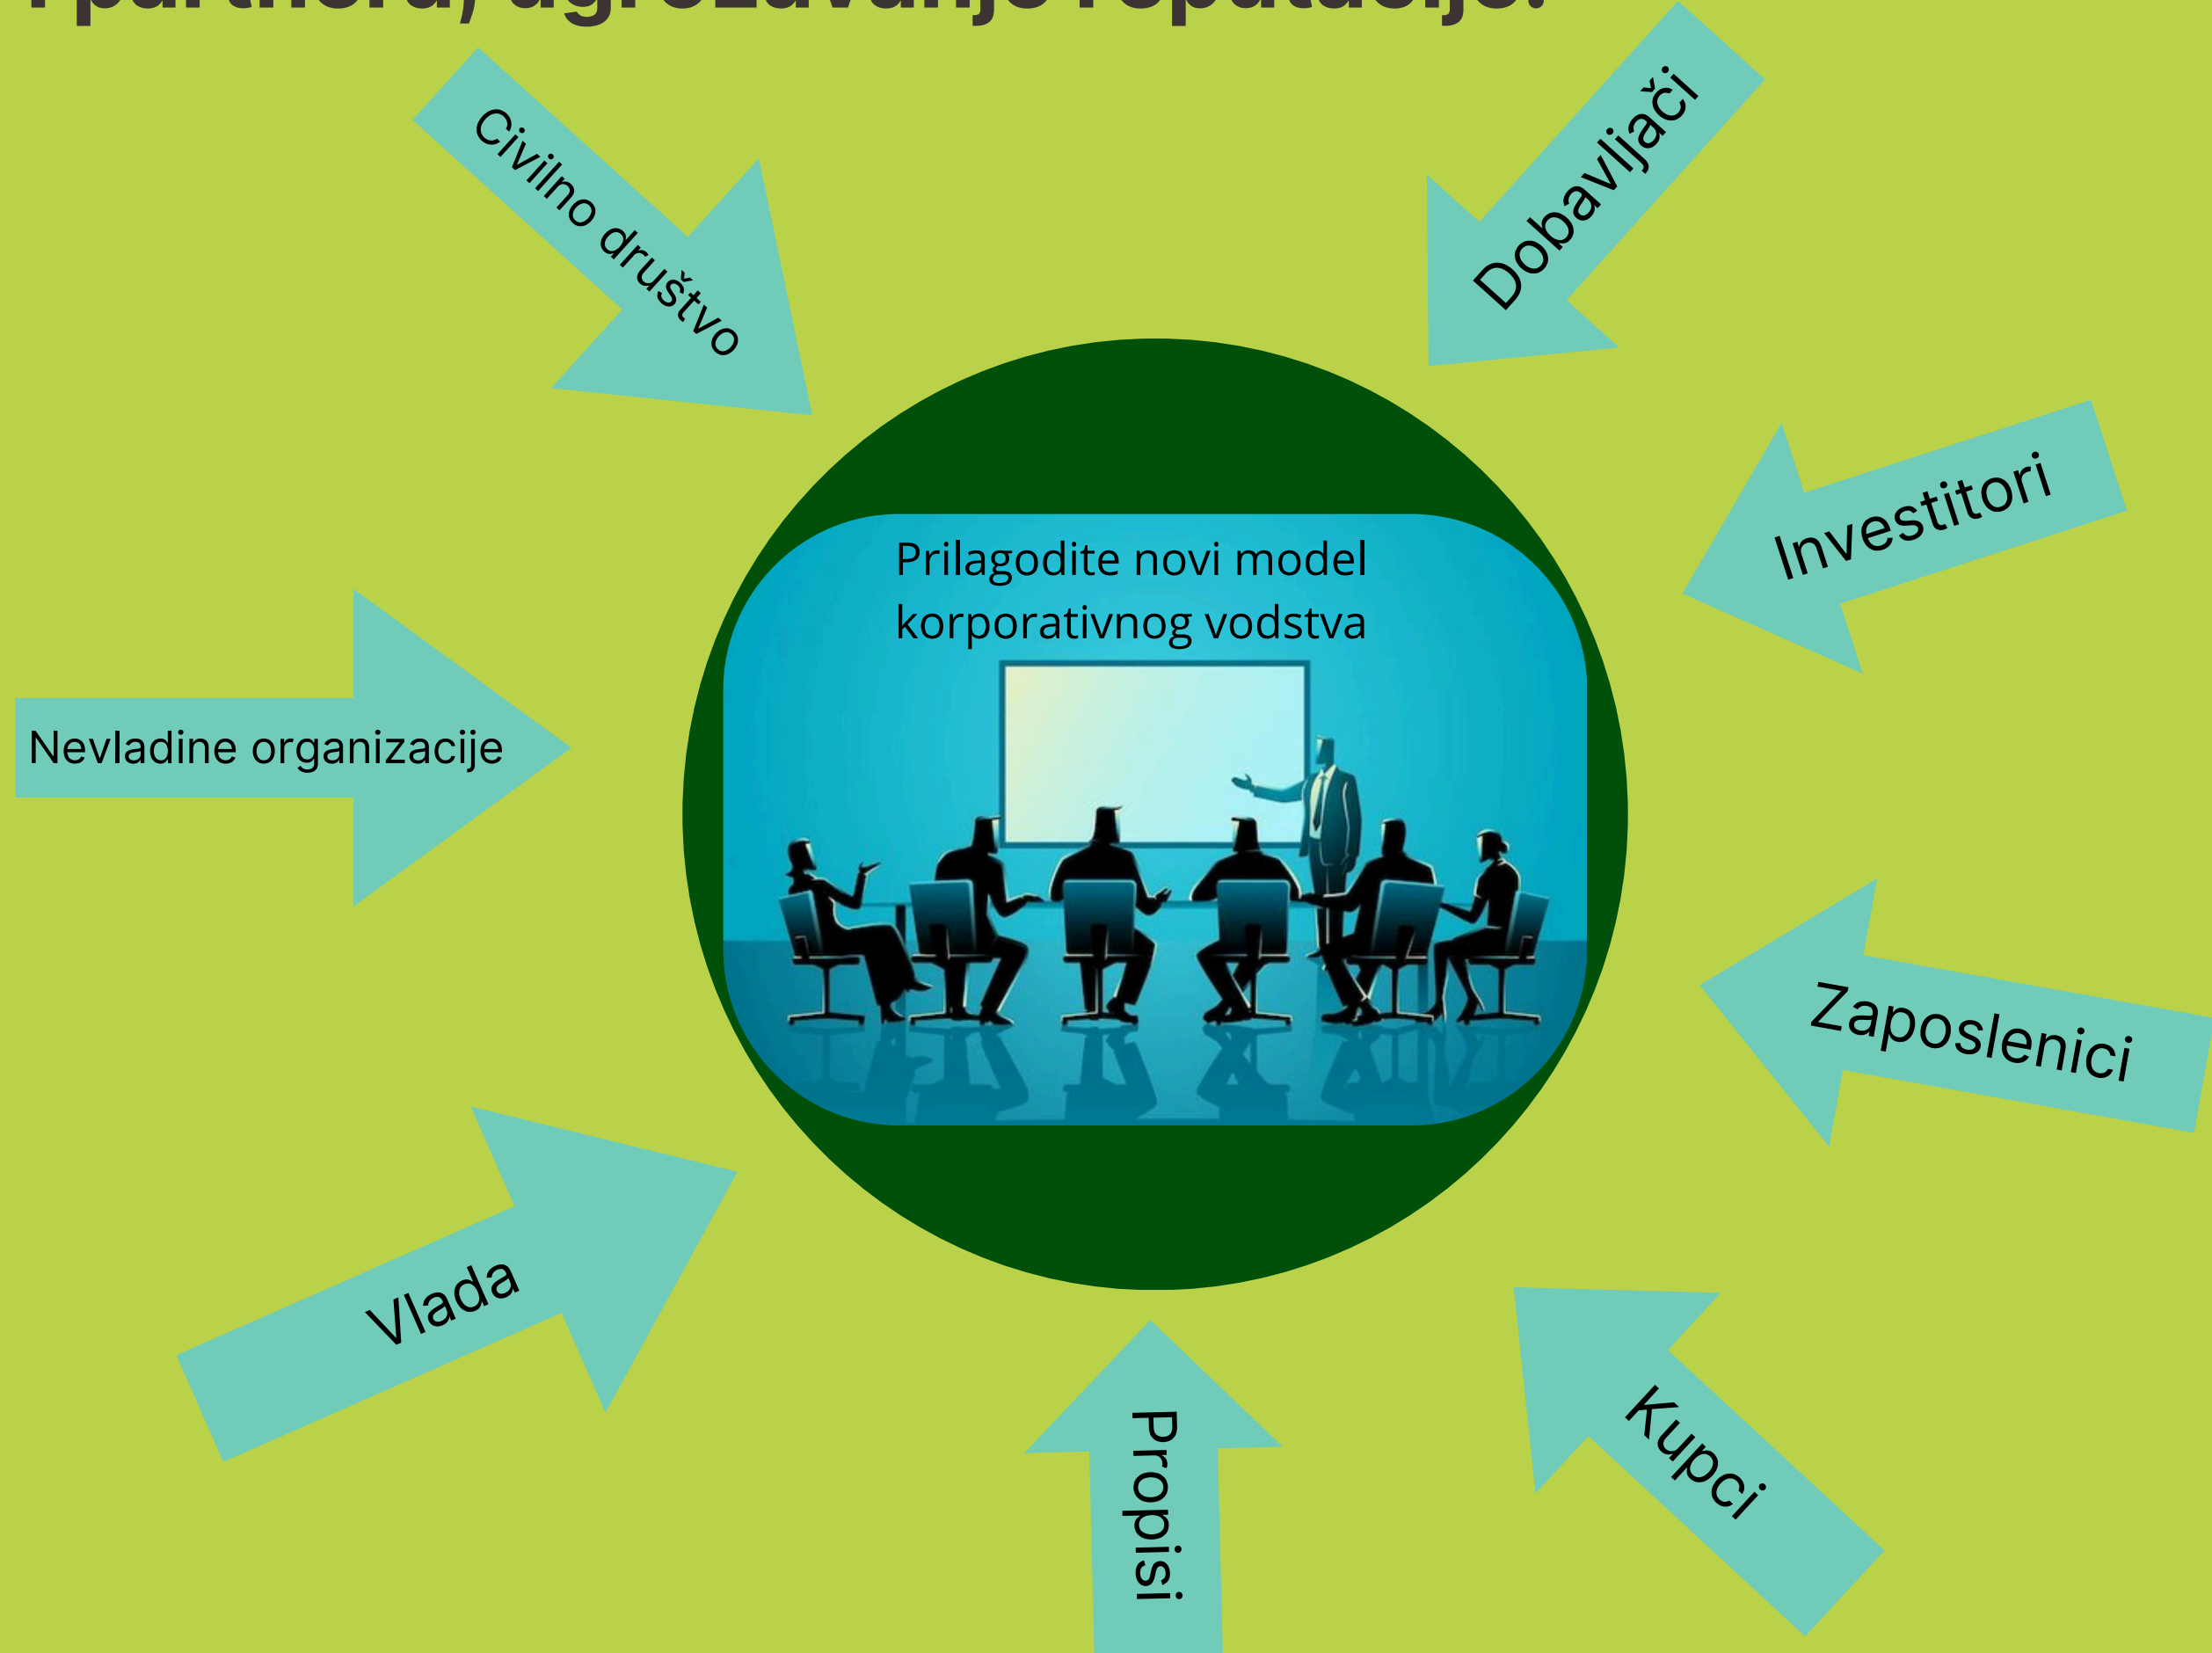 Civilno društvo
Dobavljači
Investitori
Prilagodite novi model
korporativnog vodstva
Nevladine organizacije
Zaposlenici
Vlada
Kupci
Propisi